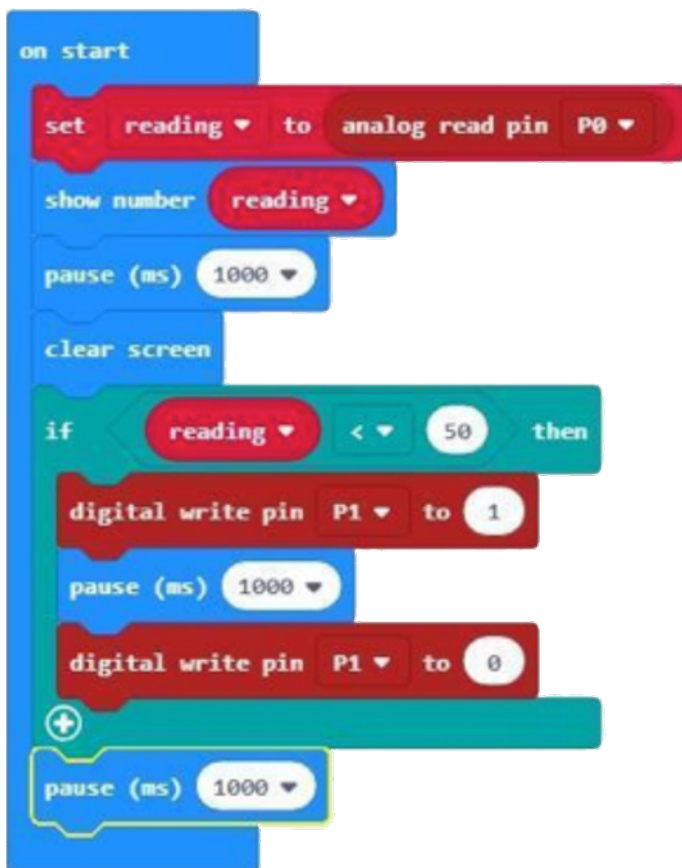 on start
set reading to analog read pin P0
show number reading
pause (ms) 1000
clear screen
if reading < 50 then
digital write pin P1 to 1
pause (ms) 1000
digital write pin P1 to 0
pause (ms) 1000